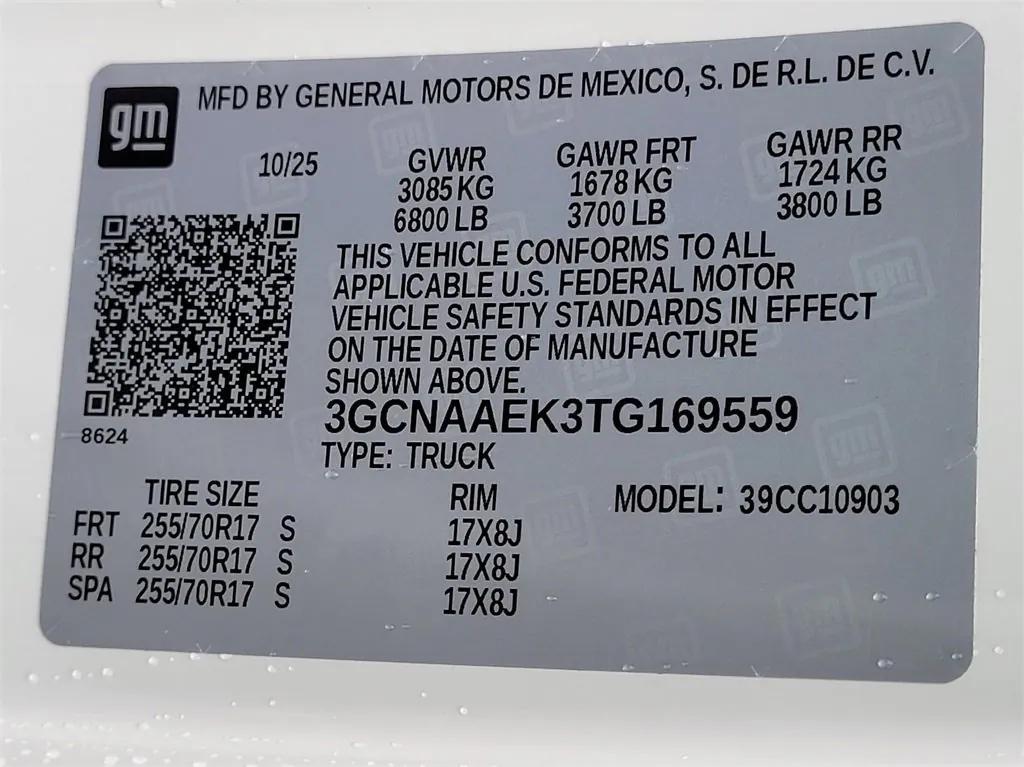 gm
MFD BY GENERAL MOTORS DE MEXICO, S. DE R.L. DE C.V.
10/25 GVWR GAWR FRT GAWR RR
3085 KG 1678 KG 1724 KG
6800 LB 3700 LB 3800 LB
THIS VEHICLE CONFORMS TO ALL
APPLICABLE U.S. FEDERAL MOTOR
VEHICLE SAFETY STANDARDS IN EFFECT
ON THE DATE OF MANUFACTURE
SHOWN ABOVE.
3GCNAAEK3TG169559
8624
TYPE: TRUCK
TIRE SIZE RIM MODEL: 39CC10903
FRT 255/70R17 S 17X8J
RR 255/70R17 S 17X8J
SPA 255/70R17 S 17X8J